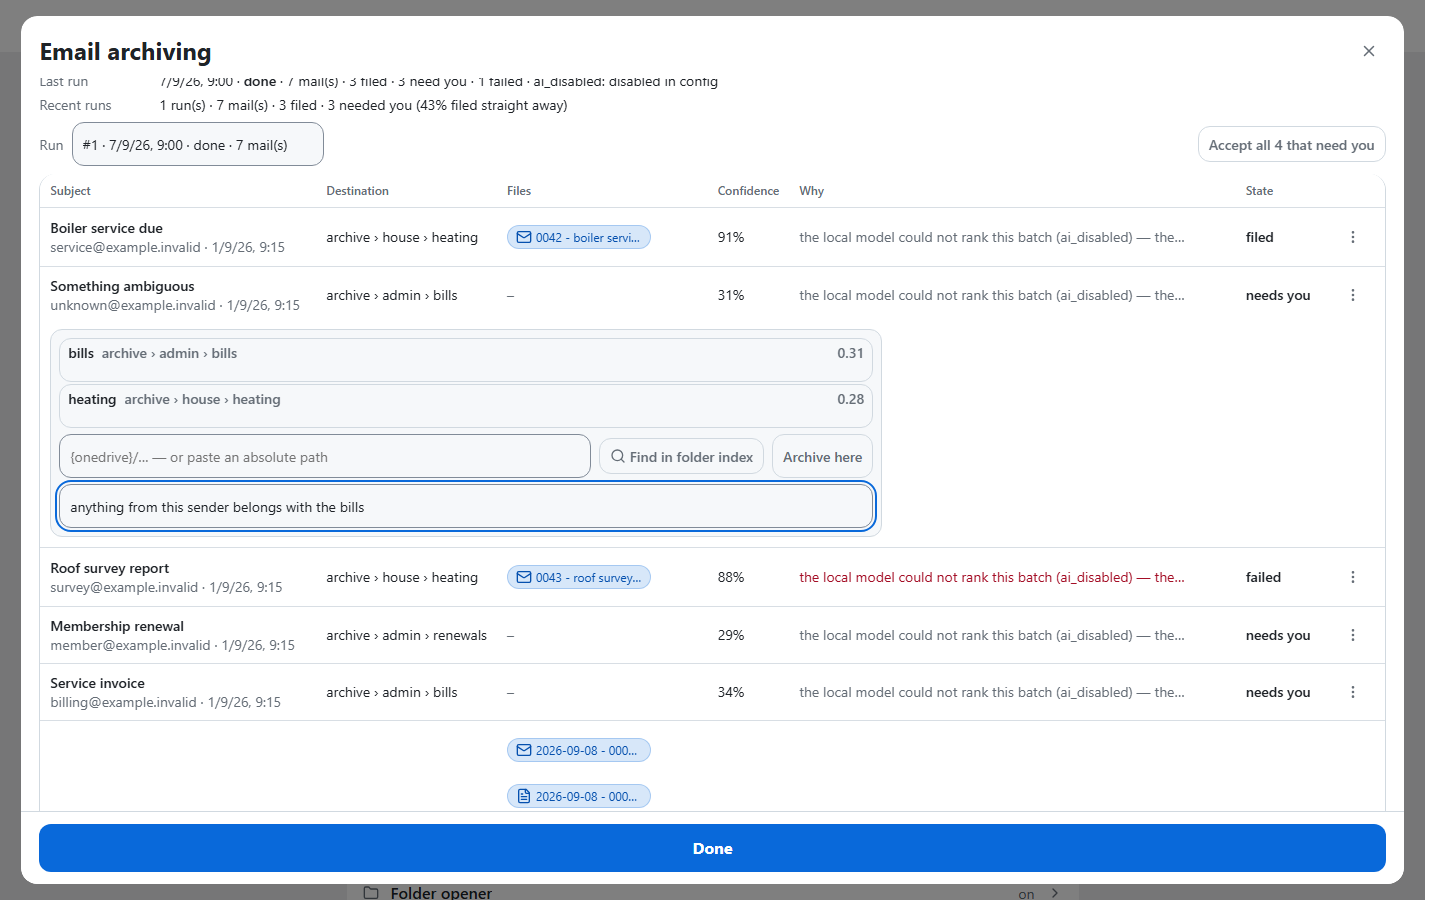 Email archiving
Last run 7/9/26, 9:00 · done · 7 mail(s) · 3 filed · 3 need you · 1 failed · ai_disabled: disabled in config
Recent runs 1 run(s) · 7 mail(s) · 3 filed · 3 needed you (43% filed straight away)
Run #1 · 7/9/26, 9:00 · done · 7 mail(s) Accept all 4 that need you
Subject Destination Files Confidence Why State
Boiler service due
service@example.invalid · 1/9/26, 9:15 archive › house › heating 0042 - boiler servi... 91% the local model could not rank this batch (ai_disabled) — the... filed
Something ambiguous
unknown@example.invalid · 1/9/26, 9:15 archive › admin › bills – 31% the local model could not rank this batch (ai_disabled) — the... needs you
bills archive › admin › bills 0.31
heating archive › house › heating 0.28
{onedrive}/... — or paste an absolute path Find in folder index Archive here
anything from this sender belongs with the bills
Roof survey report
survey@example.invalid · 1/9/26, 9:15 archive › house › heating 0043 - roof survey... 88% the local model could not rank this batch (ai_disabled) — the... failed
Membership renewal
member@example.invalid · 1/9/26, 9:15 archive › admin › renewals – 29% the local model could not rank this batch (ai_disabled) — the... needs you
Service invoice
billing@example.invalid · 1/9/26, 9:15 archive › admin › bills – 34% the local model could not rank this batch (ai_disabled) — the... needs you
2026-09-08 - 000...
2026-09-08 - 000...
Done
Folder opener on